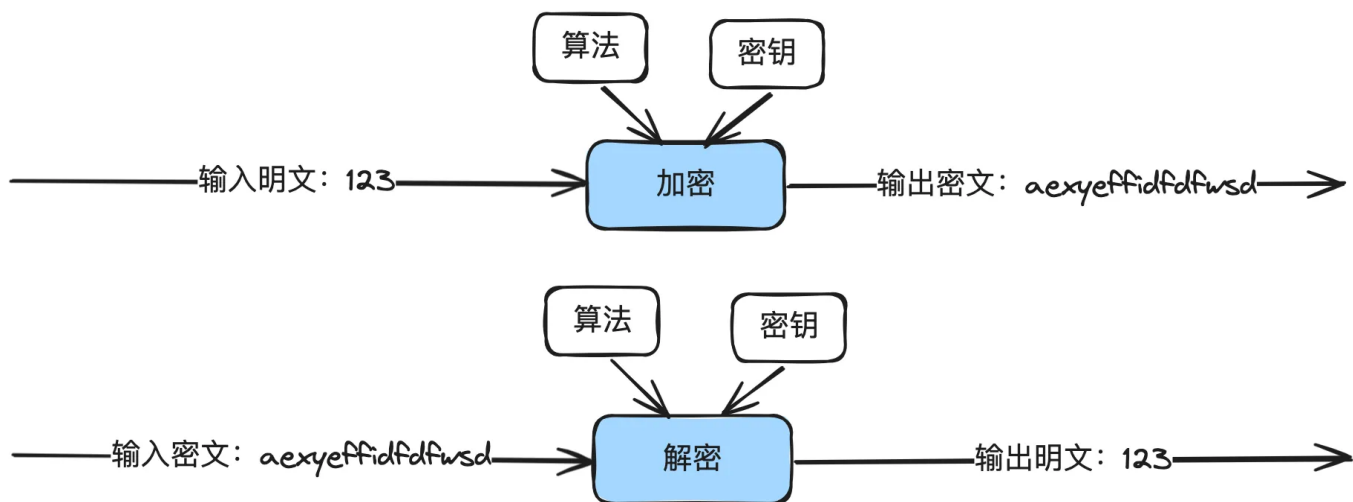 算法
密钥
输入明文：123
加密
输出密文：aexyeffidfdfwsd
算法
密钥
输入密文：aexyeffidfdfwsd
解密
输出明文：123